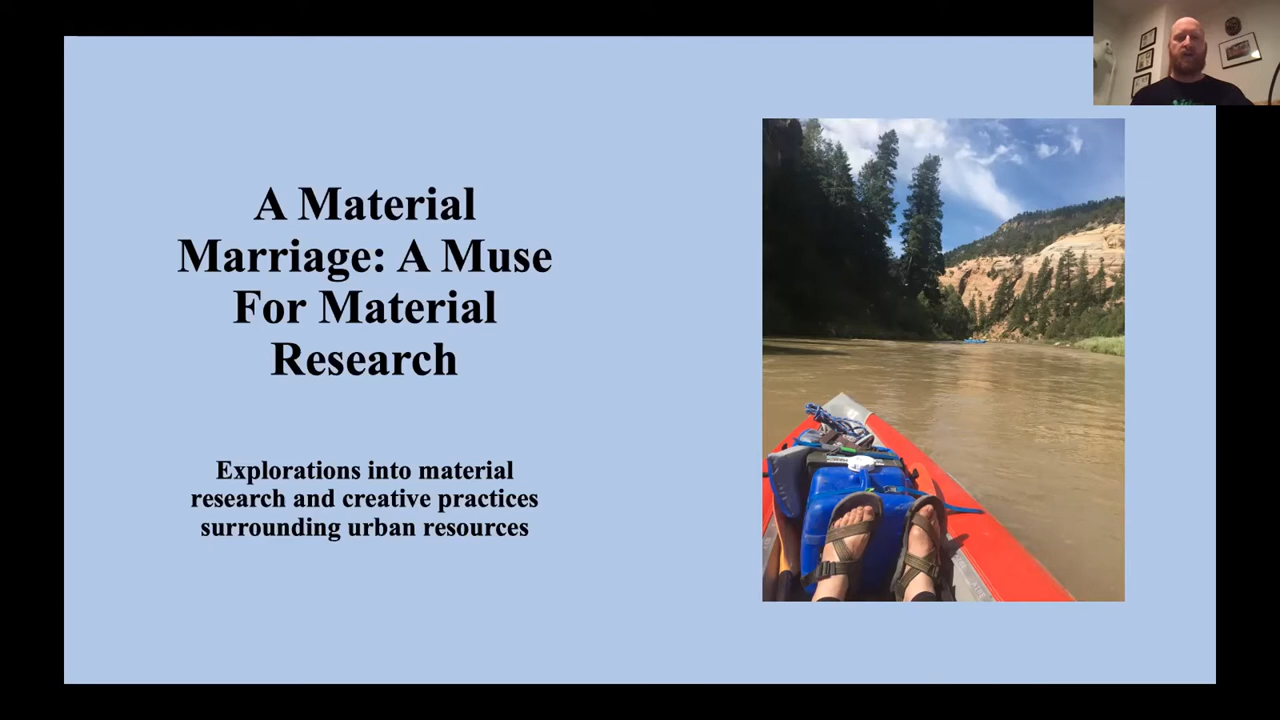 A Material
Marriage: A Muse
For Material
Research
Explorations into material
research and creative practices
surrounding urban resources